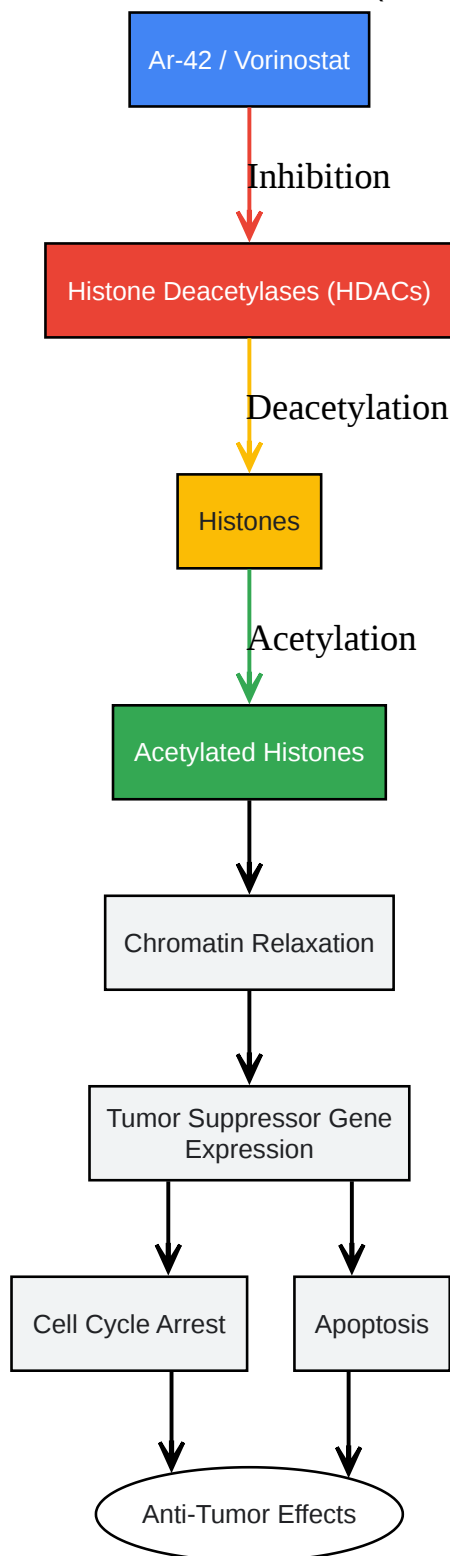 Ar-42 / Vorinostat
Inhibition
Histone Deacetylases (HDACs)
Deacetylation
Histones
Acetylation
Acetylated Histones
Chromatin Relaxation
Tumor Suppressor Gene
Expression
Cell Cycle Arrest
Apoptosis
Anti-Tumor Effects